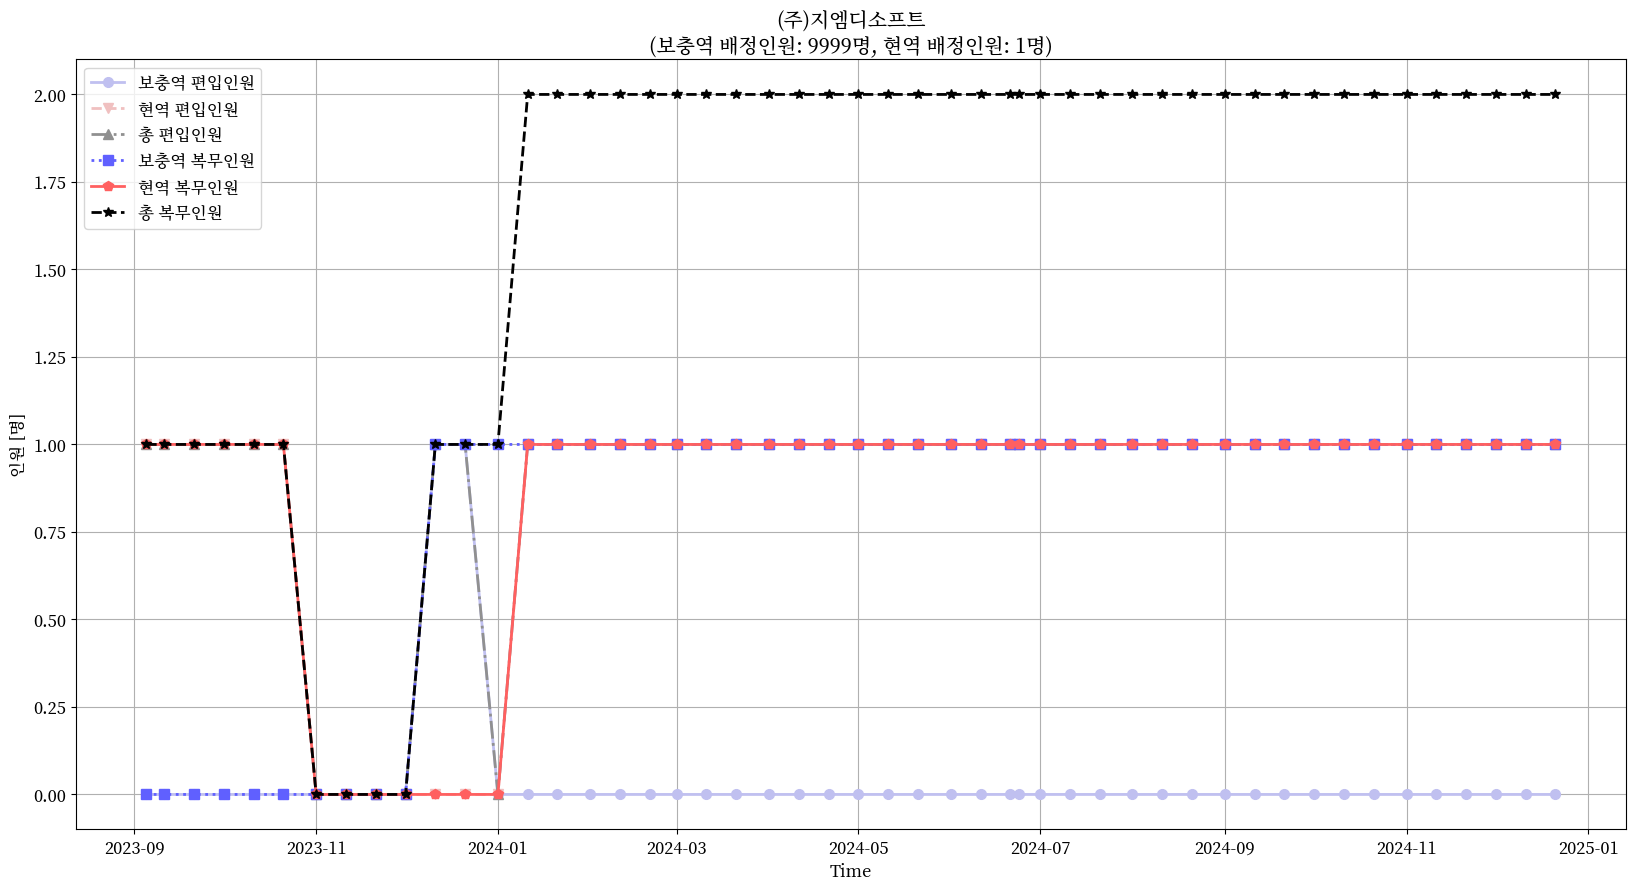 (주)지엠디소프트
(보충역 배정인원: 9999명, 현역 배정인원: 1명)
보충역 편입인원
현역 편입인원
총 편입인원
보충역 복무인원
현역 복무인원
총 복무인원
2.00
1.75
1.50
1.25
1.00
0.75
0.50
0.25
0.00
인원 [명]
2023-09
2023-11
2024-01
2024-03
2024-05
2024-07
2024-09
2024-11
2025-01
Time